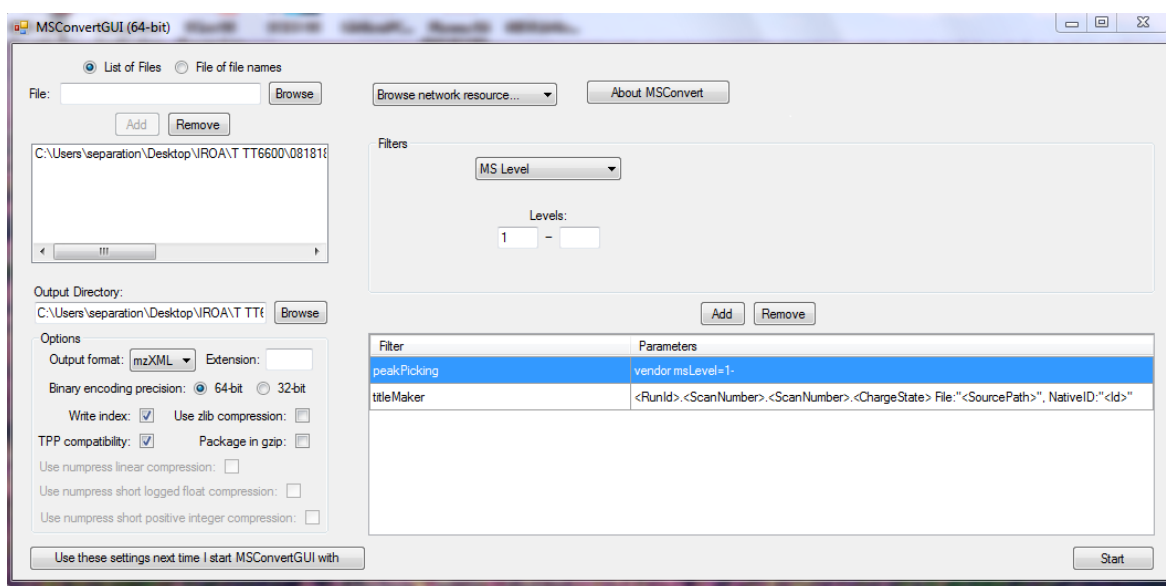 MSConvertGUI (64-bit)
List of Files File of file names
File: Browse
Add Remove
C:\Users\separation\Desktop\IROA\T TT6600\081818
Output Directory:
C:\Users\separation\Desktop\IROA\T TT6 Browse
Options
Output format: mzXML Extension:
Binary encoding precision: 64-bit 32-bit
Write index: Use zlib compression:
TPP compatibility: Package in gzip:
Use numpress linear compression:
Use numpress short logged float compression:
Use numpress short positive integer compression:
Use these settings next time I start MSConvertGUI with
Browse network resource... About MSConvert
Filters
MS Level
Levels:
1 -
Add Remove
Filter Parameters
peakPicking vendor msLevel=1-
titleMaker <RunId>.<ScanNumber>.<ScanNumber>.<ChargeState> File:"<SourcePath>", NativeID:"<Id>"
Start